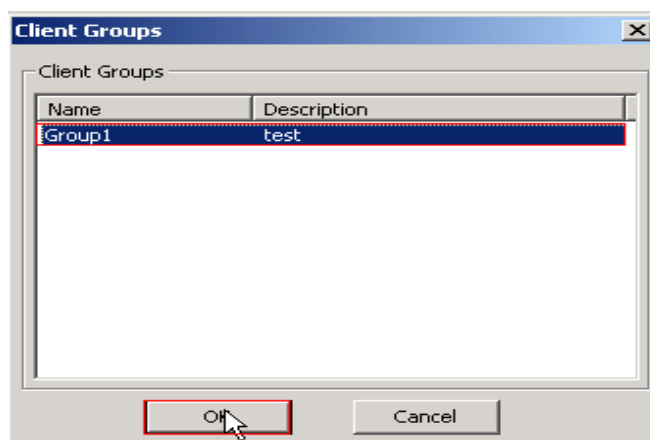 Client Groups
Client Groups
Name Description
Group1 test
OK Cancel